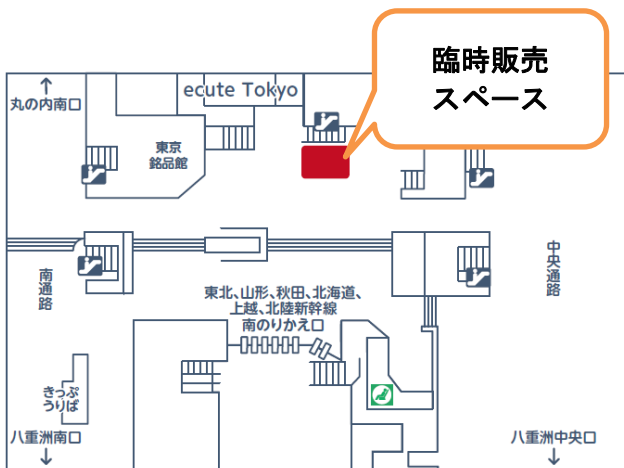 臨時販売
スペース
丸の内南口
ecute Tokyo
東京
銘品館
南通路
中央通路
東北、山形、秋田、北海道、
上越、北陸新幹線
南のりかえ口
きっぷ
うりば
八重洲南口
八重洲中央口